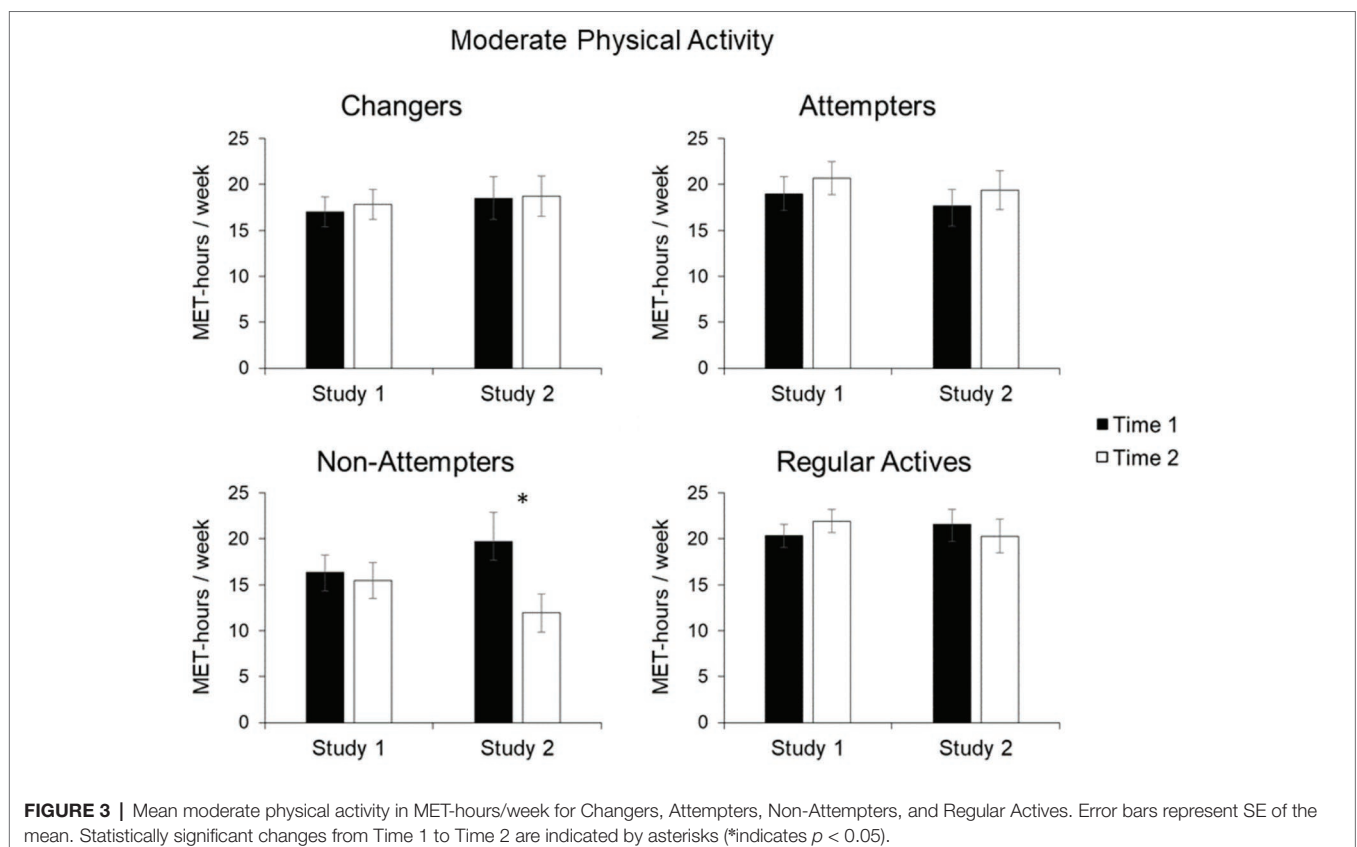 Moderate Physical Activity
Changers
25
20
15
10
5
0
MET-hours / week
Study 1
Study 2
Attempters
25
20
15
10
5
0
MET-hours / week
Study 1
Study 2
Non-Attempters
25
20
15
10
5
0
MET-hours / week
*
Study 1
Study 2
Regular Actives
25
20
15
10
5
0
MET-hours / week
Study 1
Study 2
Time 1
Time 2
FIGURE 3 | Mean moderate physical activity in MET-hours/week for Changers, Attempters, Non-Attempters, and Regular Actives. Error bars represent SE of the
mean. Statistically significant changes from Time 1 to Time 2 are indicated by asterisks (*indicates p < 0.05).